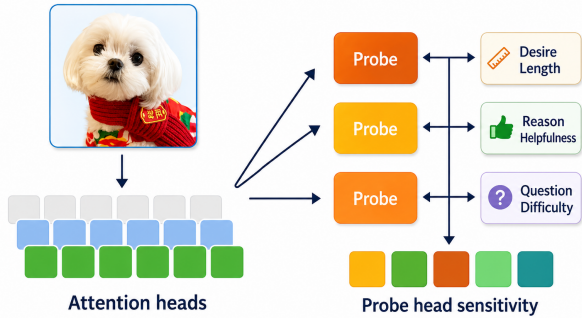 Probe
Desire
Length
Probe
Reason
Helpfulness
Probe
?
Question
Difficulty
Attention heads
Probe head sensitivity